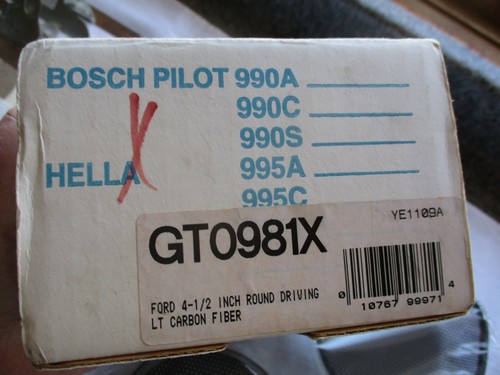 BOSCH PILOT 990A
990C
990S
HELLA 995A
995C
GT0981X
YE1109A
FORD 4-1/2 INCH ROUND DRIVING
LT CARBON FIBER
0 10767 99971 4